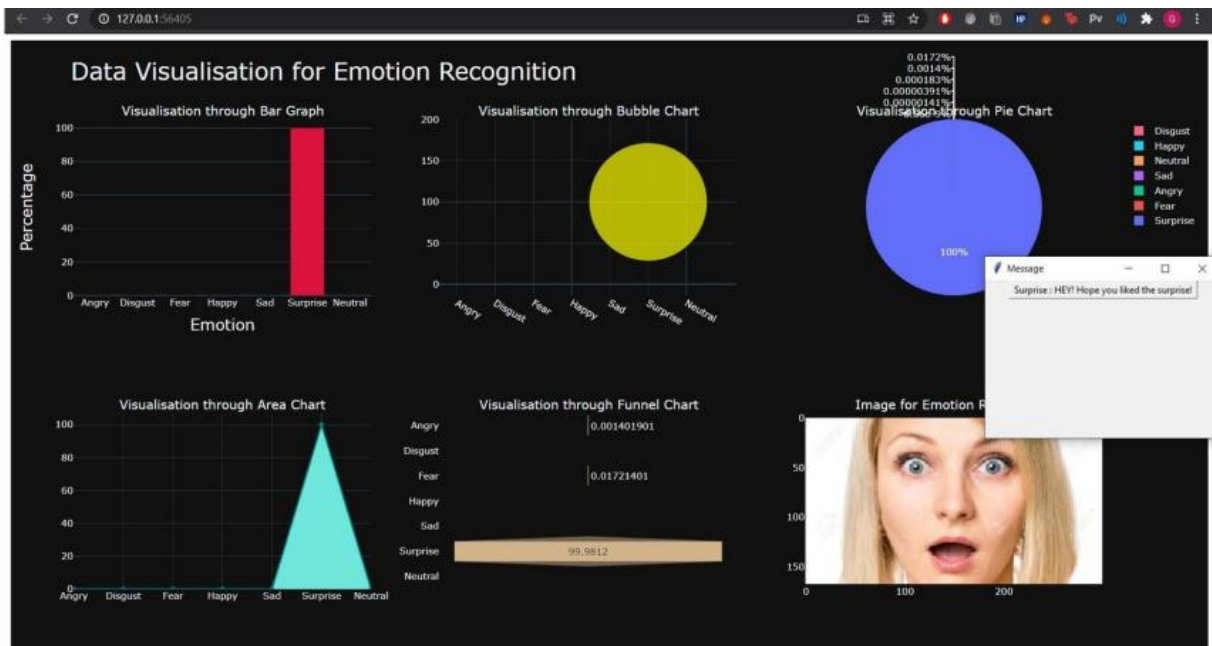 127.0.0.1:56405
Data Visualisation for Emotion Recognition
Visualisation through Bar Graph
100
80
60
40
20
0
Percentage
Angry Disgust Fear Happy Sad Surprise Neutral
Emotion
Visualisation through Bubble Chart
200
150
100
50
0
Angry Disgust Fear Happy Sad Surprise Neutral
0.0172%
0.0014%
0.000183%
0.00000391%
0.00000141%
Visualisation through Pie Chart
100%
Disgust
Happy
Neutral
Sad
Angry
Fear
Surprise
Message
Surprise : HEY! Hope you liked the surprise!
Visualisation through Area Chart
100
80
60
40
20
0
Angry Disgust Fear Happy Sad Surprise Neutral
Visualisation through Funnel Chart
Angry 0.001401901
Disgust
Fear 0.01721401
Happy
Sad
Surprise 99.9812
Neutral
Image for Emotion R
0
50
100
150
0 100 200